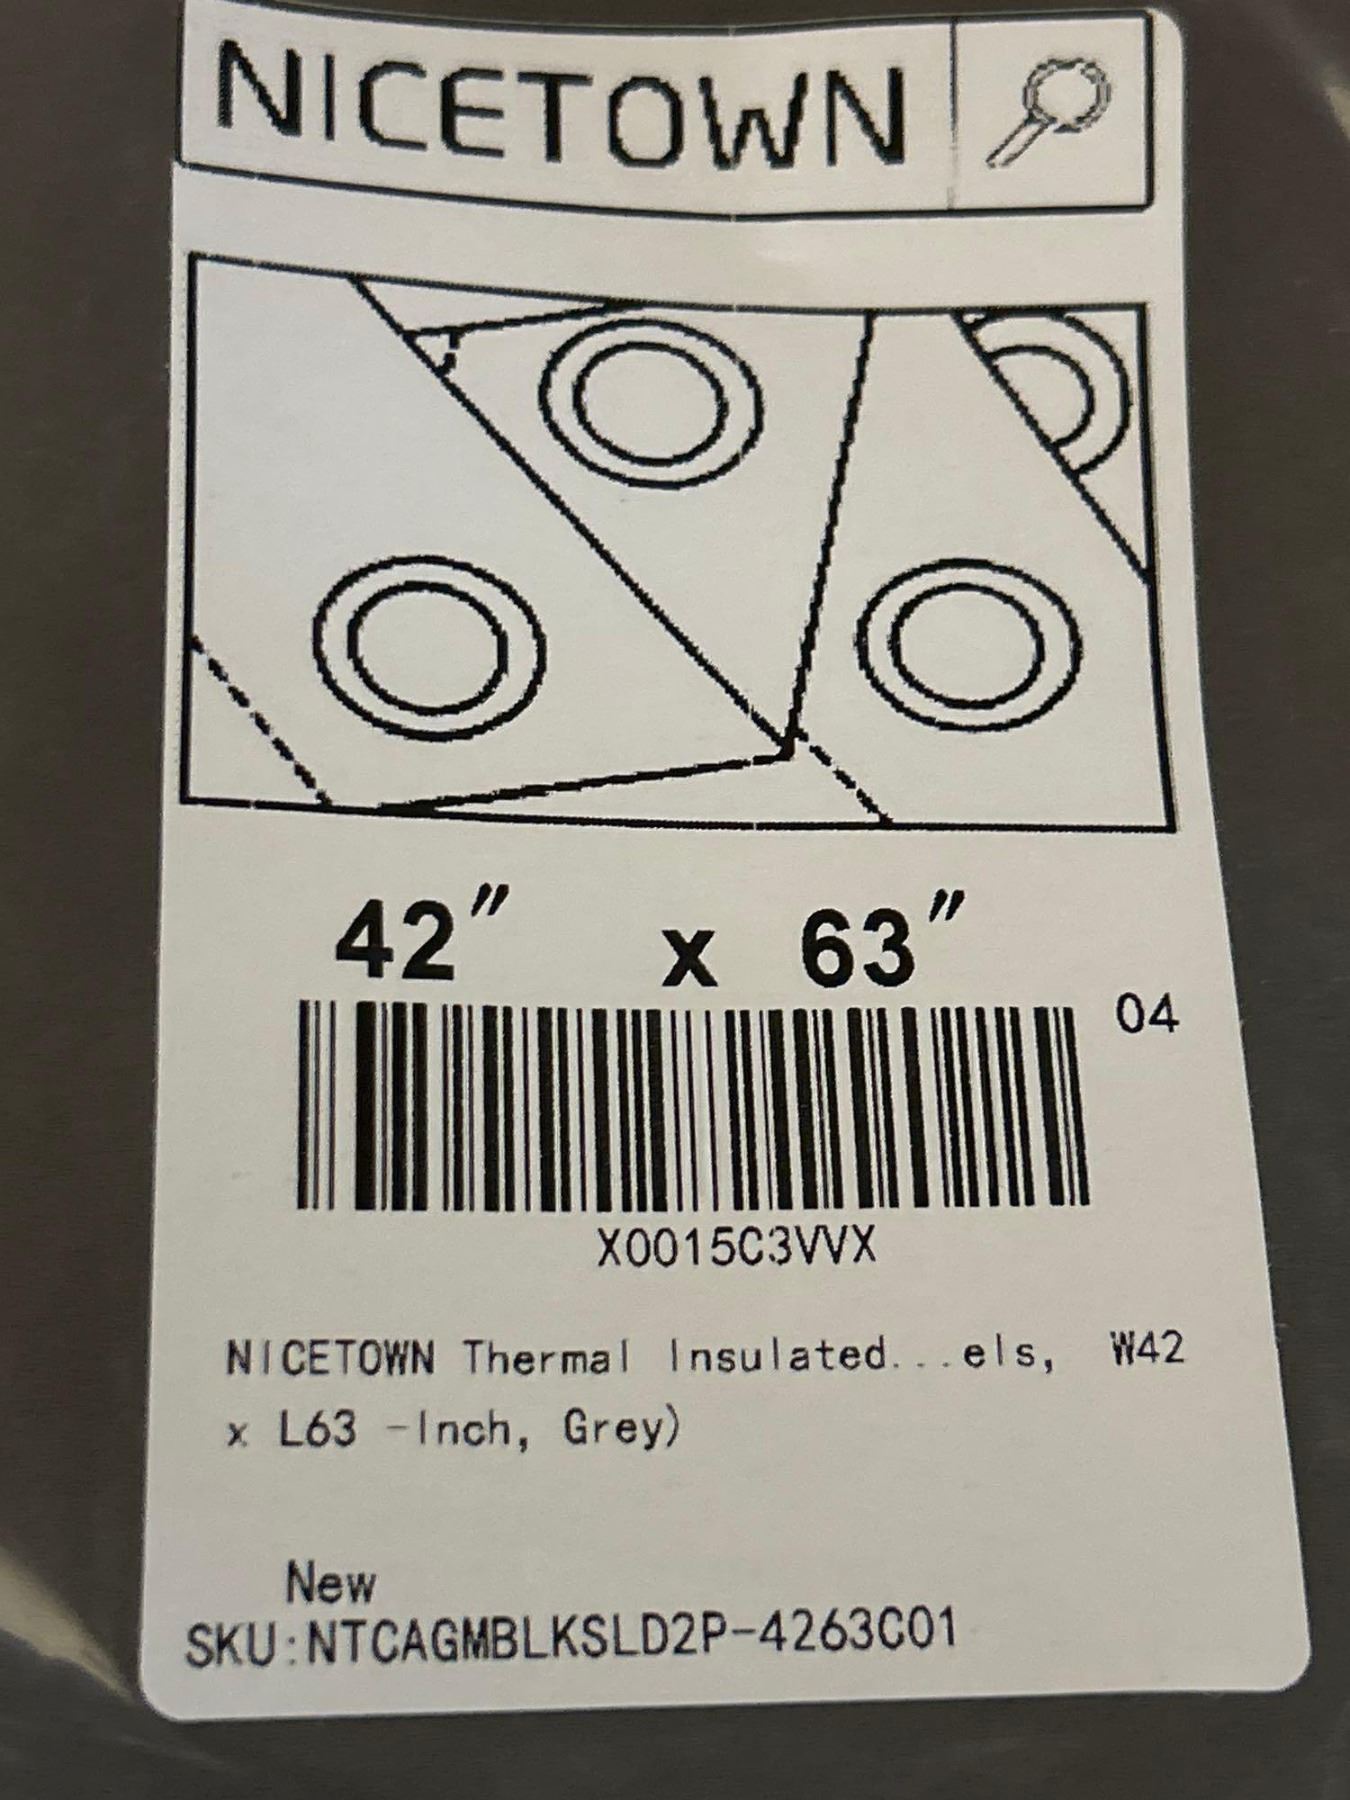 NICETOWN
42" x 63"
04
X0015C3VVX
NICETOWN Thermal Insulated...els, W42
x L63 -Inch, Grey)
New
SKU:NTCAGMBLKSLD2P-4263C01